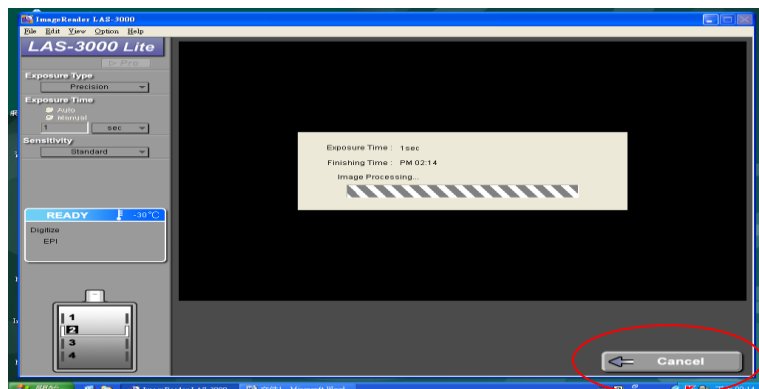 ImageReader LAS-3000
File Edit View Option Help
LAS-3000 Lite
Pre
Exposure Type
Precision
Exposure Time
Auto
Manual
1 sec
Sensitivity
Standard
Exposure Time : 1sec
Finishing Time : PM 02:14
Image Processing...
READY -30°C
Digitize
EPI
1
2
3
4
Cancel